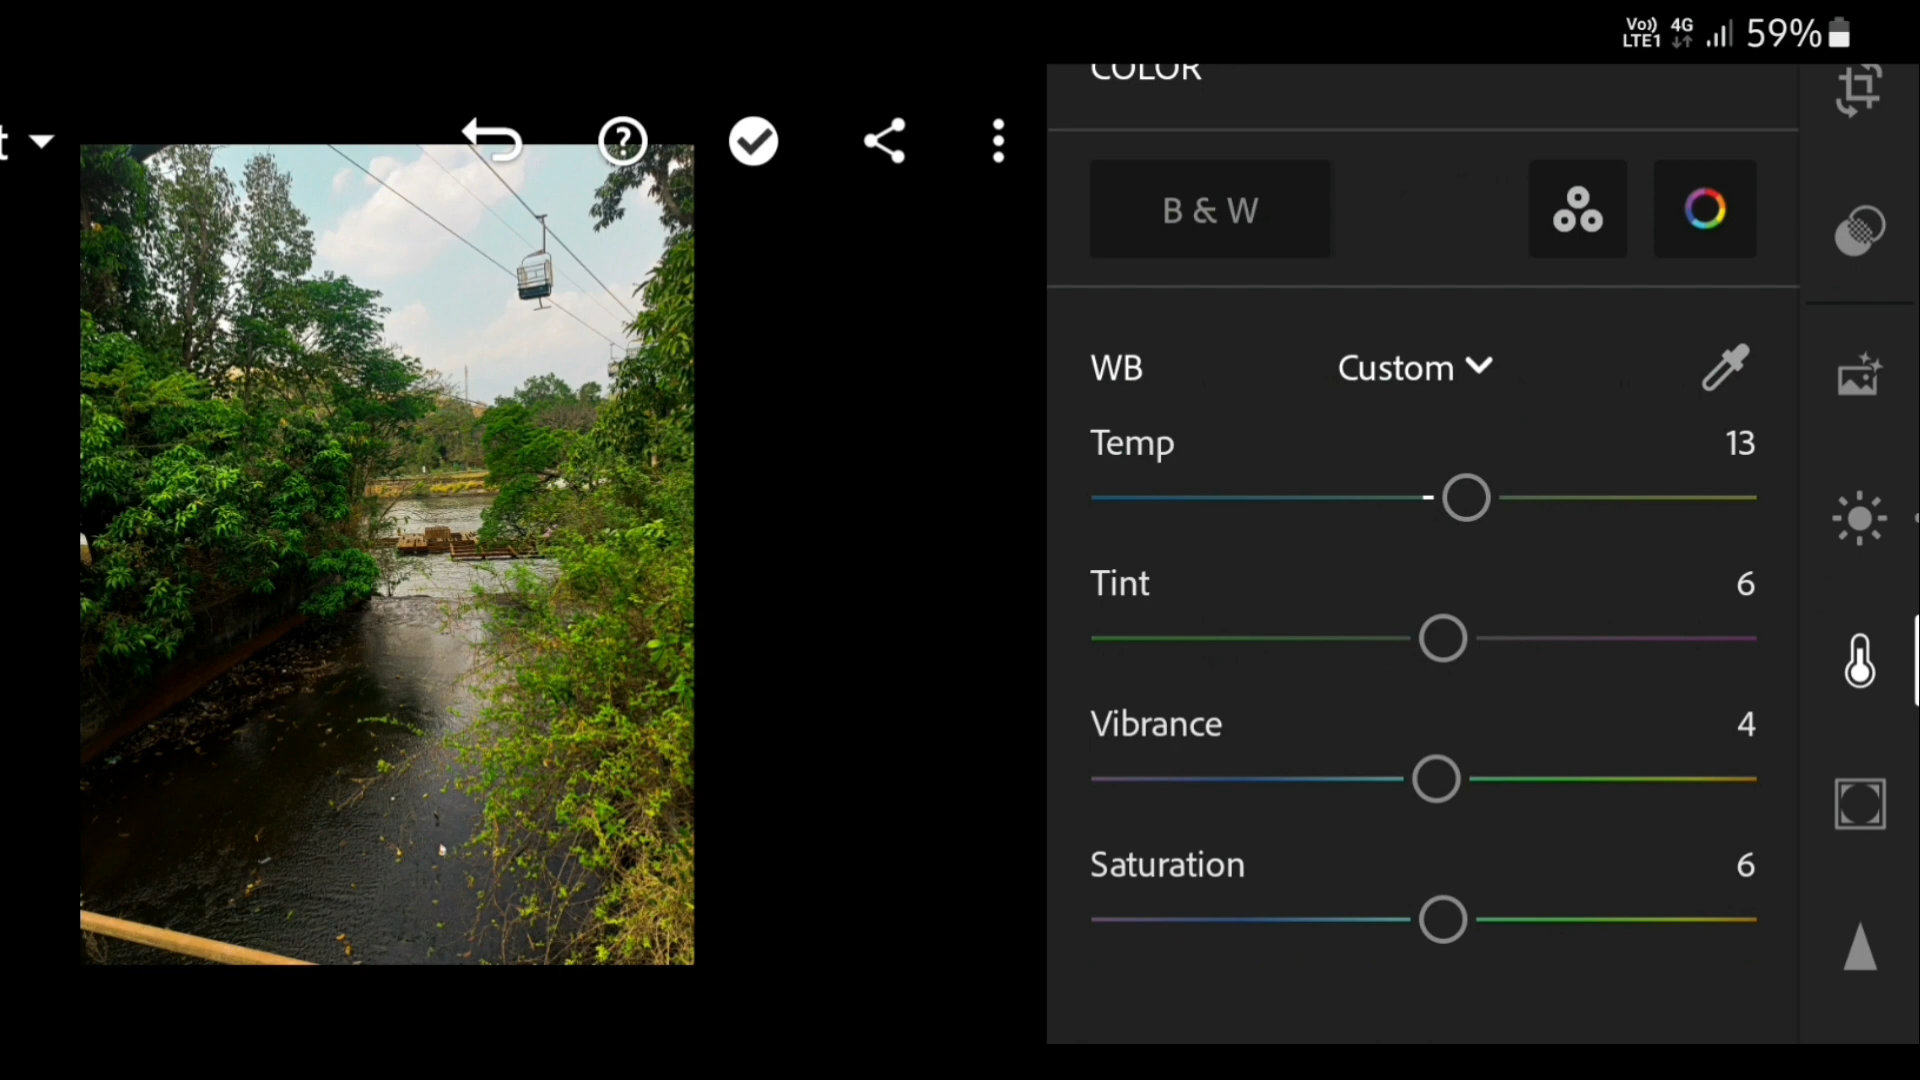 Vo)) 4G 59%
LTE1
COLOR
t
B & W
WB Custom
Temp 13
Tint 6
Vibrance 4
Saturation 6